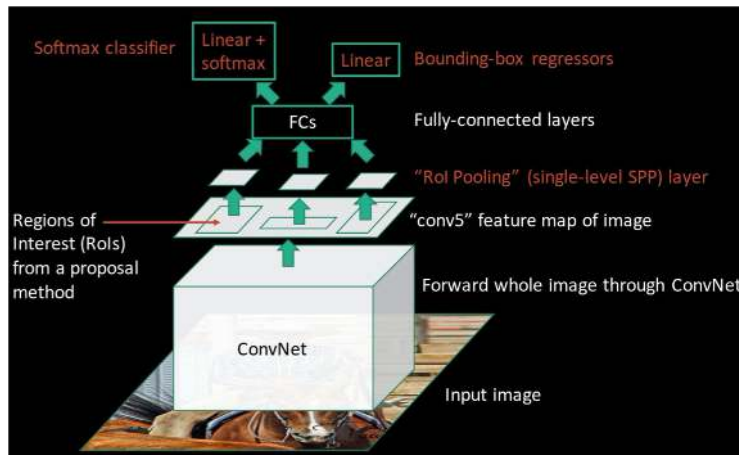 Softmax classifier
Linear +
softmax
Linear
Bounding-box regressors
FCs
Fully-connected layers
"RoI Pooling" (single-level SPP) layer
Regions of
Interest (RoIs)
from a proposal
method
"conv5" feature map of image
Forward whole image through ConvNet
ConvNet
Input image